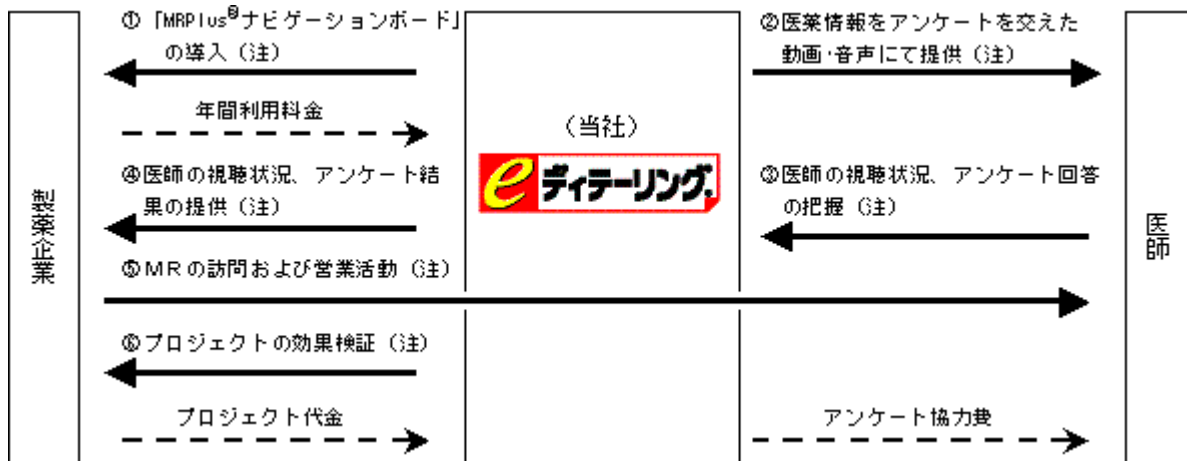 ①「MRPlus®ナビゲーションボード」
の導入（注）
年間利用料金
④医師の視聴状況、アンケート結
果の提供（注）
⑤ＭＲの訪問および営業活動（注）
⑥プロジェクトの効果検証（注）
プロジェクト代金
製薬企業
（当社）
eディテーリング®
②医薬情報をアンケートを交えた
動画・音声にて提供（注）
③医師の視聴状況、アンケート回答
の把握（注）
アンケート協力費
医師